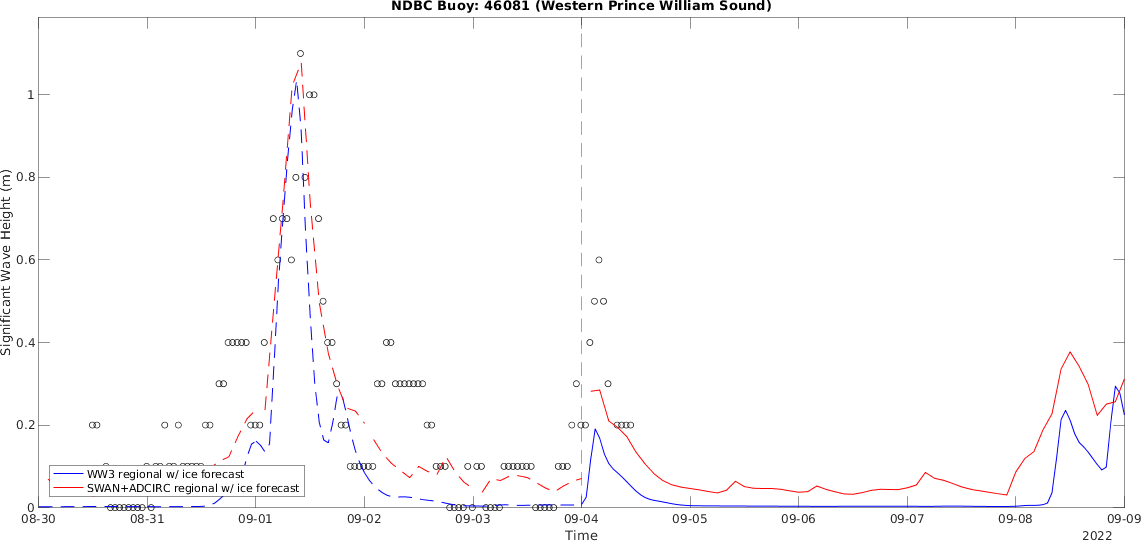 NDBC Buoy: 46081 (Western Prince William Sound)
Significant Wave Height (m)
1
0.8
0.6
0.4
0.2
0
WW3 regional w/ ice forecast
SWAN+ADCIRC regional w/ ice forecast
08-30 08-31 09-01 09-02 09-03 09-04 09-05 09-06 09-07 09-08 09-09
Time
2022